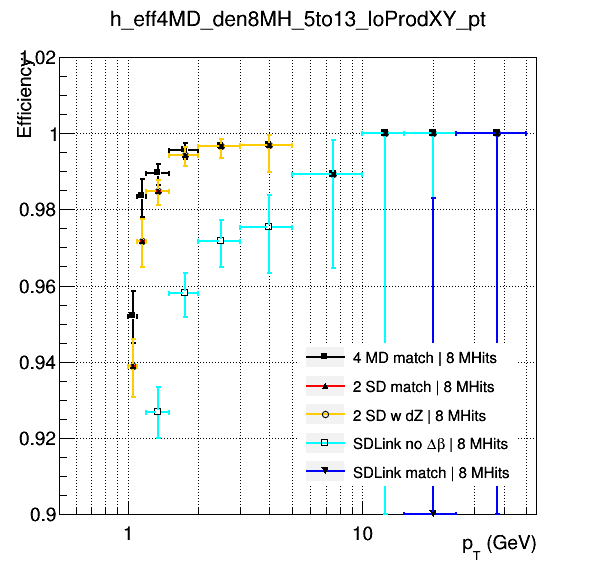 h_eff4MD_den8MH_5to13_loProdXY_pt
Efficiency
1.02
1
0.98
0.96
0.94
0.92
0.9
4 MD match | 8 MHits
2 SD match | 8 MHits
2 SD w dZ | 8 MHits
SDLink no Δβ | 8 MHits
SDLink match | 8 MHits
1
10
p_T (GeV)